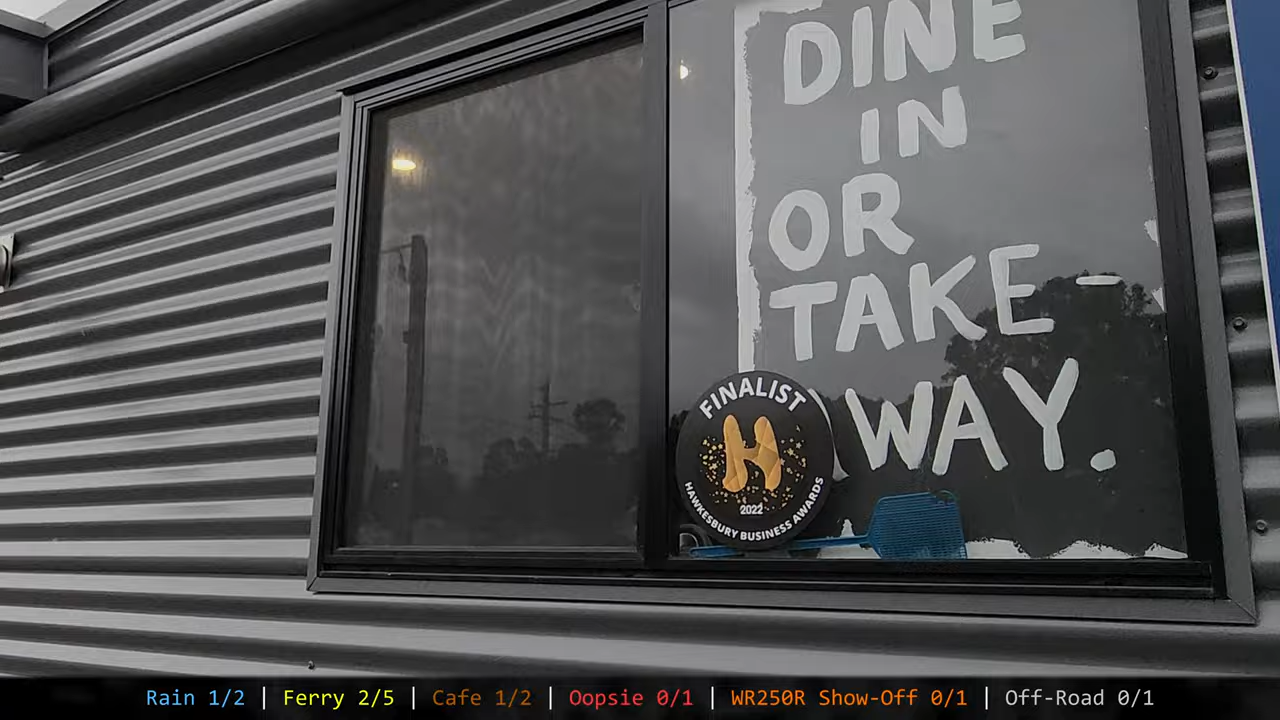 DINE
IN
OR
TAKE-
WAY.
FINALIST
H
2022
HAWKESBURY BUSINESS AWARDS
Rain 1/2 | Ferry 2/5 | Cafe 1/2 | Oopsie 0/1 | WR250R Show-Off 0/1 | Off-Road 0/1